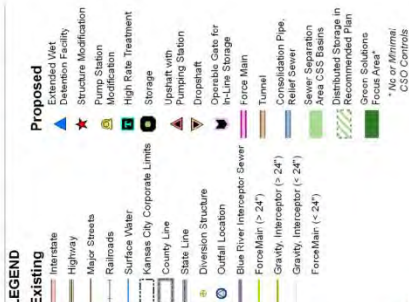 LEGEND
Existing
Interstate
Highway
Major Streets
Railroads
Surface Water
Kansas City Corporate Limits
County Line
State Line
Diversion Structure
Outfall Location
Blue River Interceptor Sewer
Force Main (> 24")
Gravity, Interceptor (> 24")
Gravity, Interceptor (< 24")
Force Main (< 24")
Proposed
Extended Wet
Detention Facility
Structure Modification
Pump Station
Modification
High Rate Treatment
Storage
Upshaft with
Pumping Station
Dropshaft
Operable Gate for
In-Line Storage
Force Main
Tunnel
Consolidation Pipe,
Relief Sewer
Sewer Separation
Area / CSS Basins
Distributed Storage in
Recommended Plan
Green Solutions
Focus Area*
* No or Minimal
CSO Controls